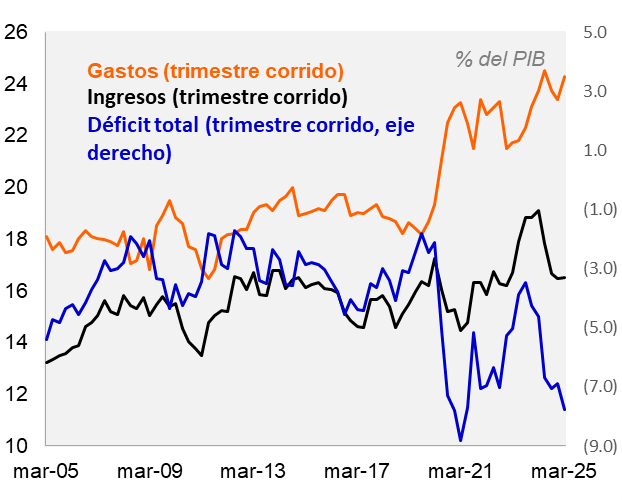 26
24
22
20
18
16
14
12
10
5.0
3.0
1.0
(1.0)
(3.0)
(5.0)
(7.0)
(9.0)
% del PIB
Gastos (trimestre corrido)
Ingresos (trimestre corrido)
Déficit total (trimestre corrido, eje
derecho)
mar-05
mar-09
mar-13
mar-17
mar-21
mar-25